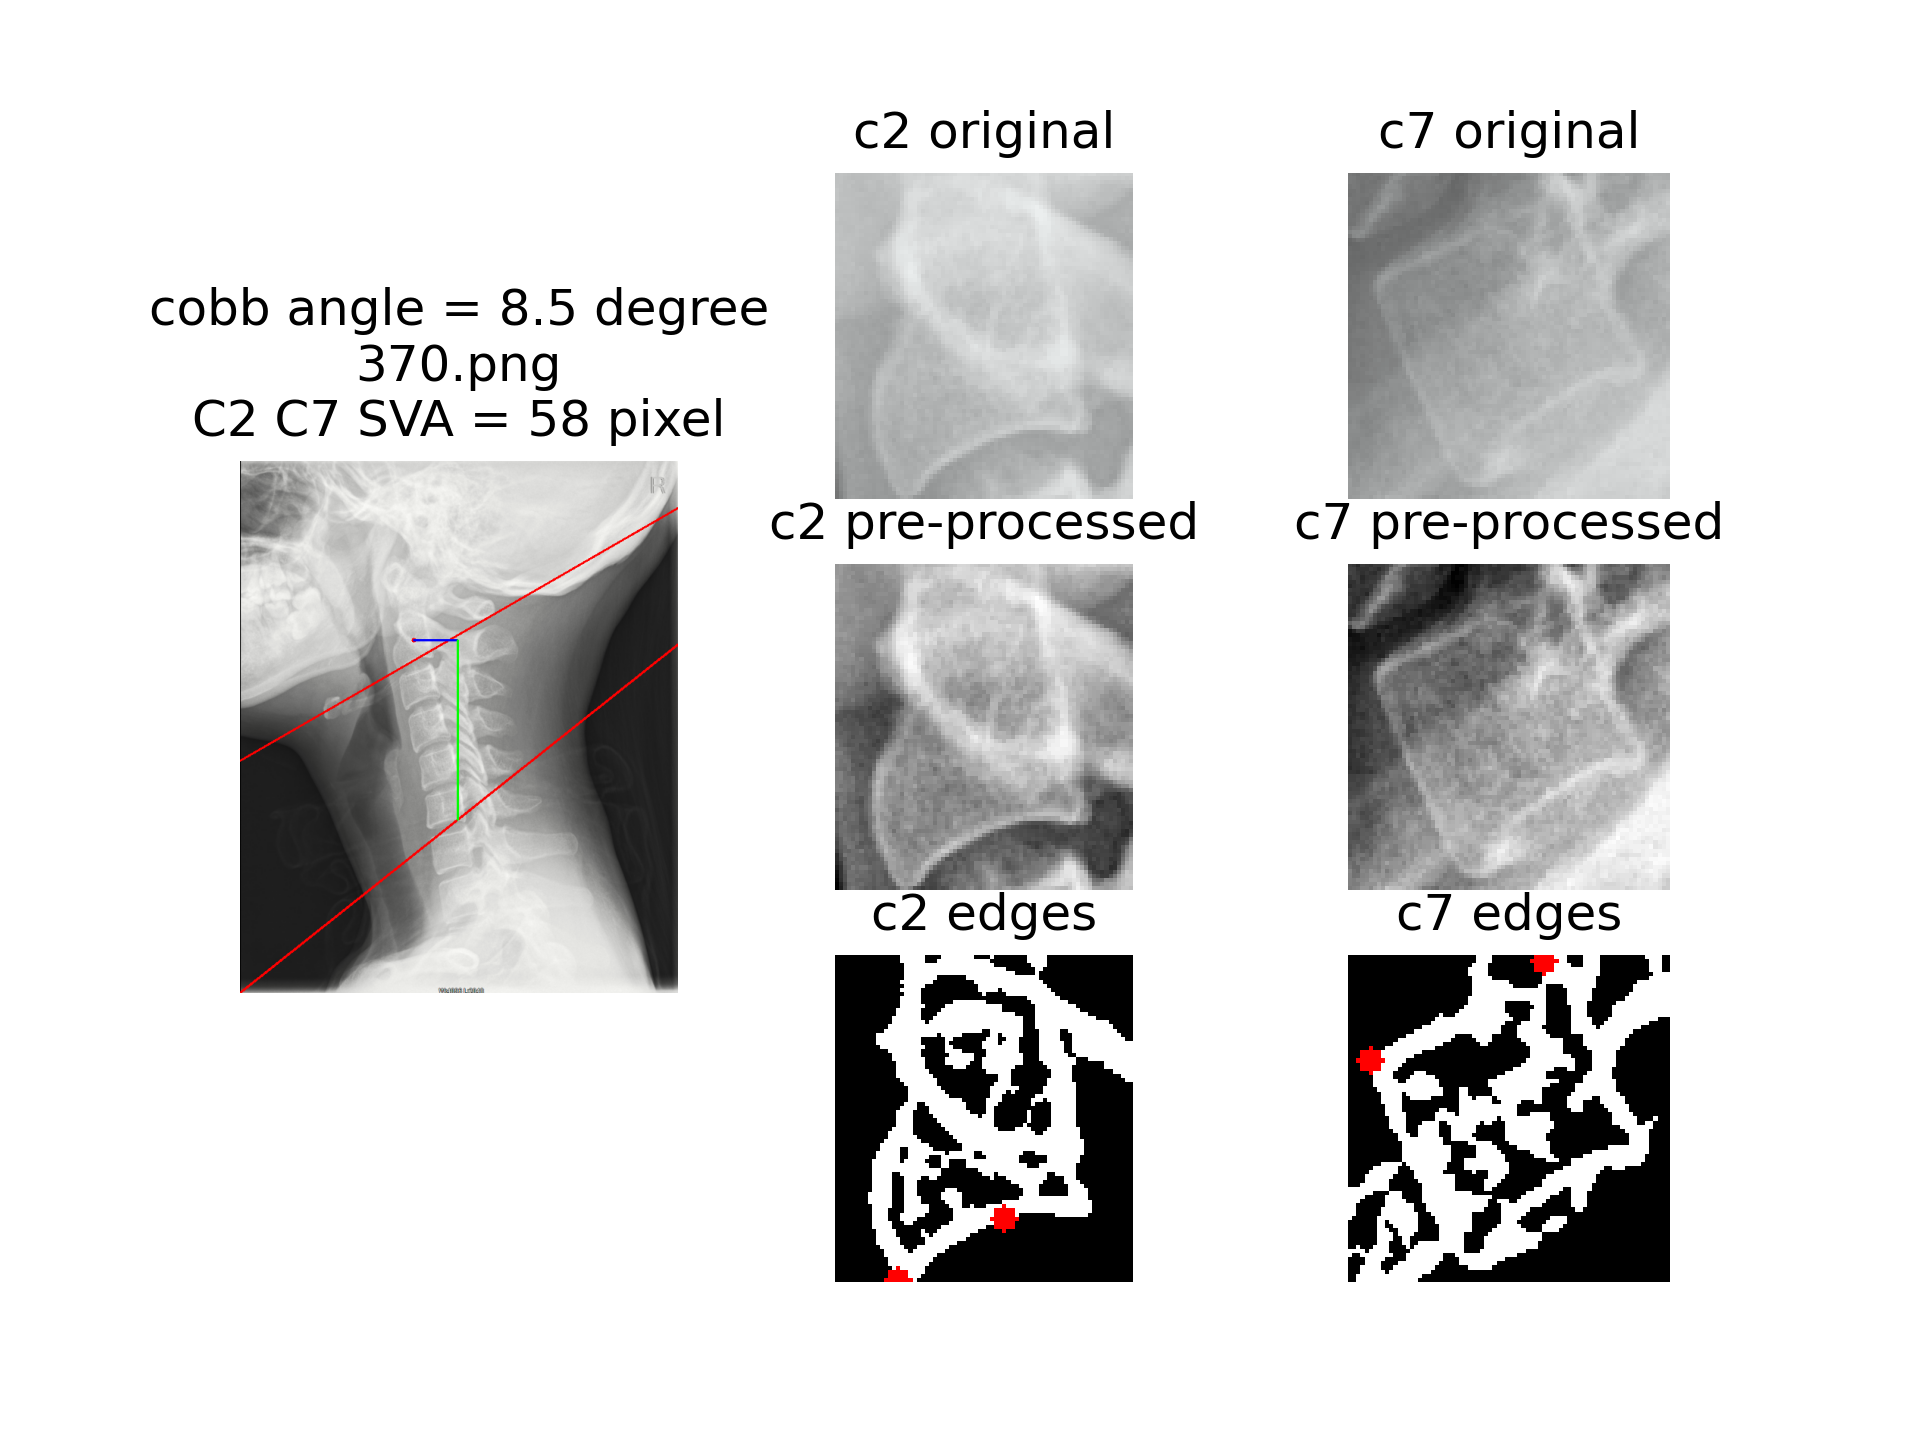 cobb angle = 8.5 degree
370.png
C2 C7 SVA = 58 pixel
R
c2 original
c7 original
c2 pre-processed
c7 pre-processed
c2 edges
c7 edges